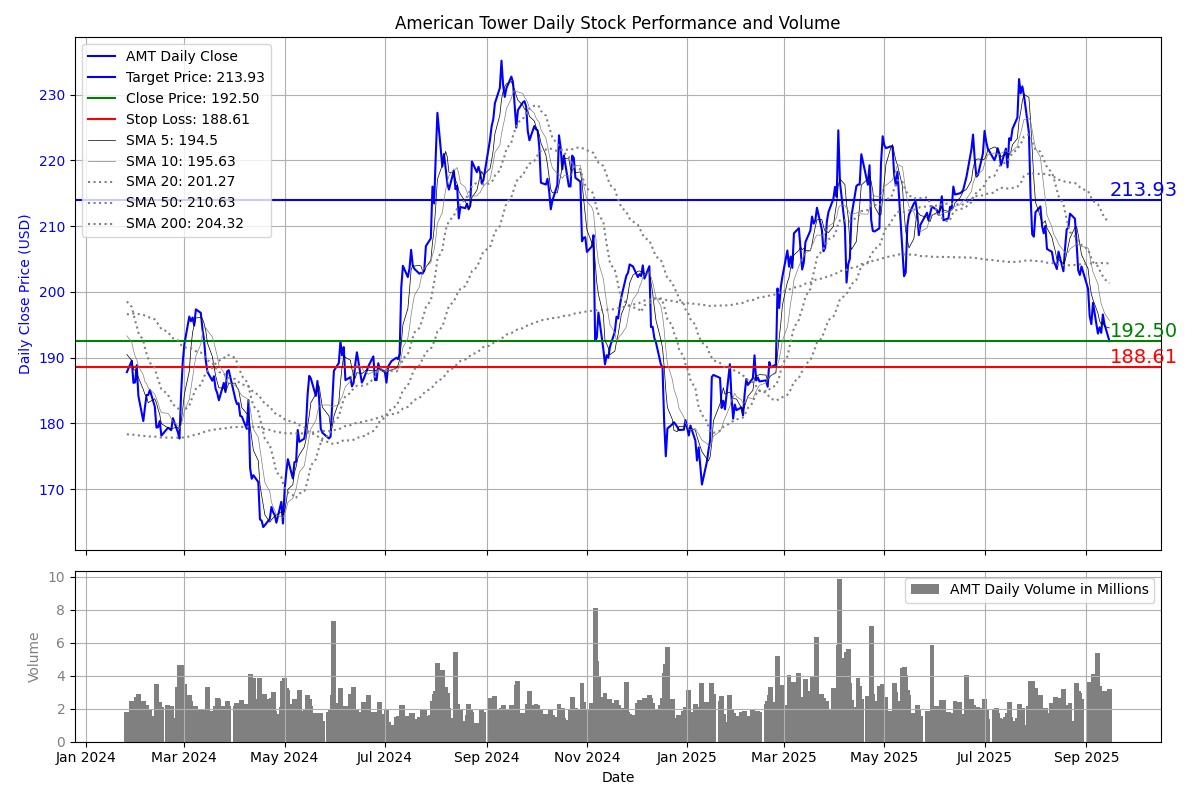 American Tower Daily Stock Performance and Volume
AMT Daily Close
Target Price: 213.93
Close Price: 192.50
Stop Loss: 188.61
SMA 5: 194.5
SMA 10: 195.63
SMA 20: 201.27
SMA 50: 210.63
SMA 200: 204.32
Daily Close Price (USD)
230
220
210
200
190
180
170
213.93
192.50
188.61
AMT Daily Volume in Millions
Volume
10
8
6
4
2
0
Jan 2024 Mar 2024 May 2024 Jul 2024 Sep 2024 Nov 2024 Jan 2025 Mar 2025 May 2025 Jul 2025 Sep 2025
Date